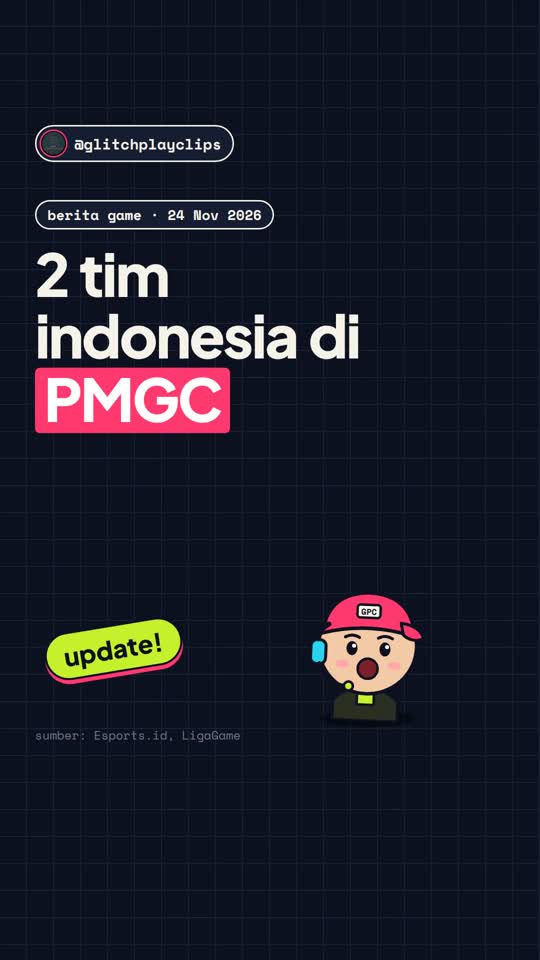 @glitchplayclips
berita game · 24 Nov 2026
2 tim
indonesia di
PMGC
GPC
update!
sumber: Esports.id, LigaGame